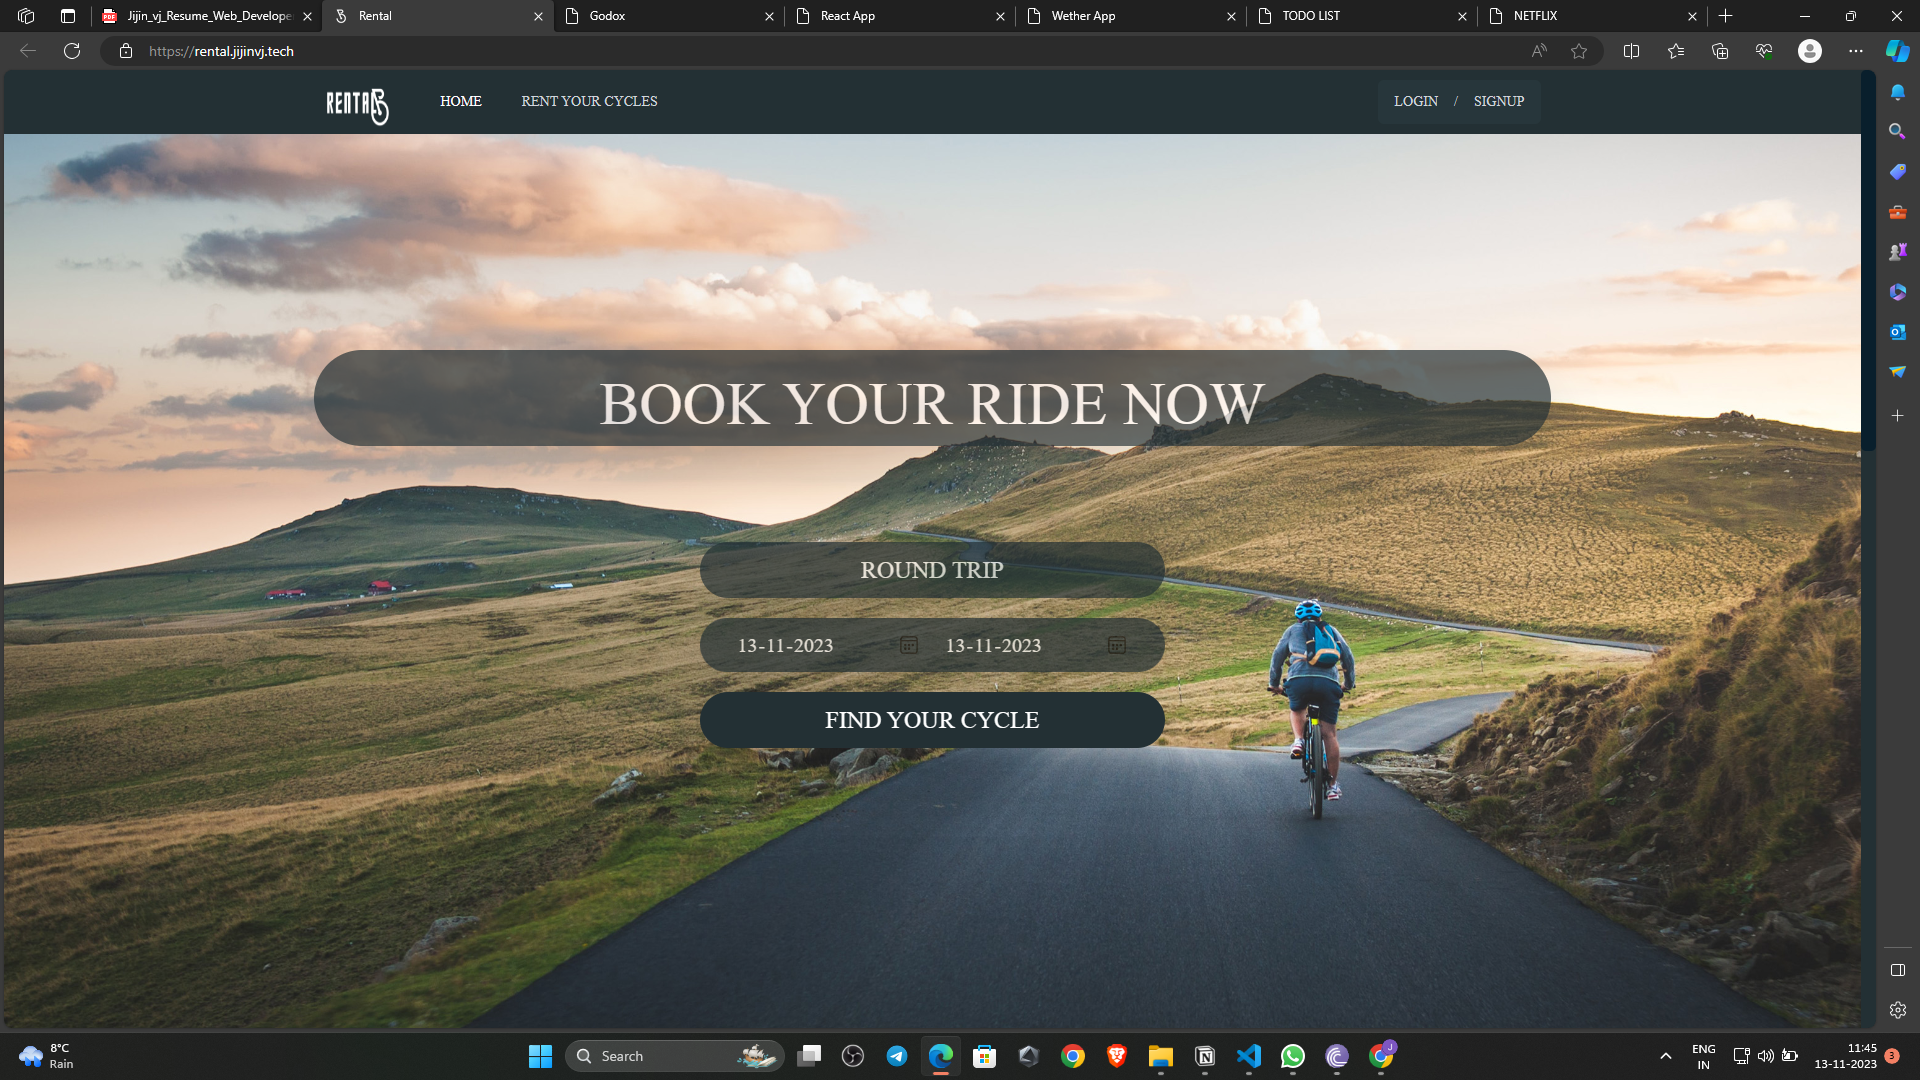 Jijin_vj_Resume_Web_Develope
Rental
Godox
React App
Wether App
TODO LIST
NETFLIX
https://rental.jijinvj.tech
RENTAL
HOME
RENT YOUR CYCLES
LOGIN / SIGNUP
BOOK YOUR RIDE NOW
ROUND TRIP
13-11-2023 13-11-2023
FIND YOUR CYCLE
8°C
Rain
Search
ENG
IN
11:45
13-11-2023
3